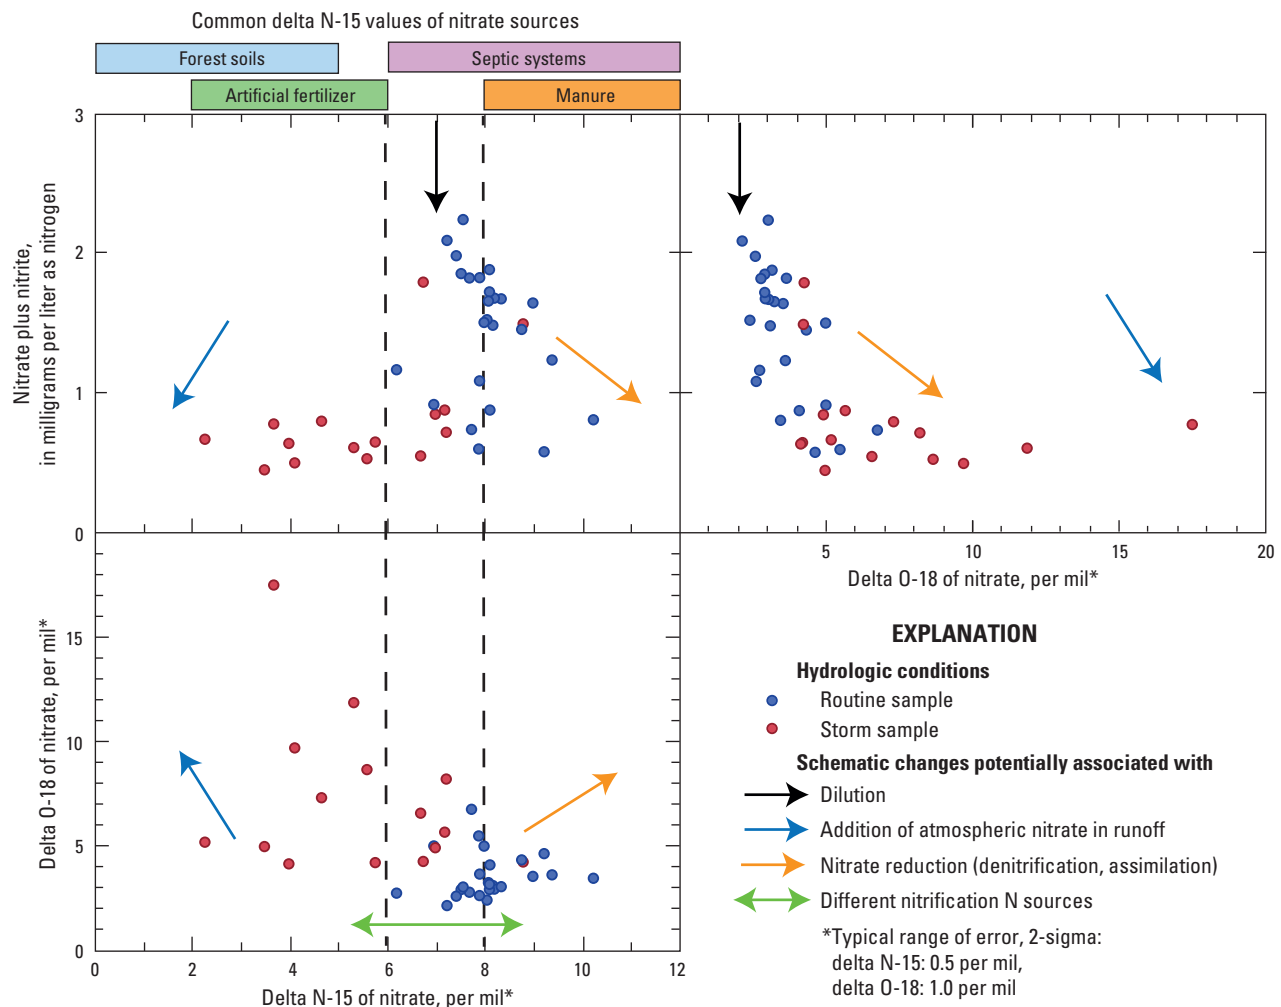 Common delta N-15 values of nitrate sources
Forest soils
Septic systems
Artificial fertilizer
Manure
Nitrate plus nitrite,
in milligrams per liter as nitrogen
3
2
1
0
5
10
15
20
Delta O-18 of nitrate, per mil*
Delta O-18 of nitrate, per mil*
15
10
5
0
0
2
4
6
8
10
12
Delta N-15 of nitrate, per mil*
EXPLANATION
Hydrologic conditions
Routine sample
Storm sample
Schematic changes potentially associated with
Dilution
Addition of atmospheric nitrate in runoff
Nitrate reduction (denitrification, assimilation)
Different nitrification N sources
*Typical range of error, 2-sigma:
delta N-15: 0.5 per mil,
delta O-18: 1.0 per mil